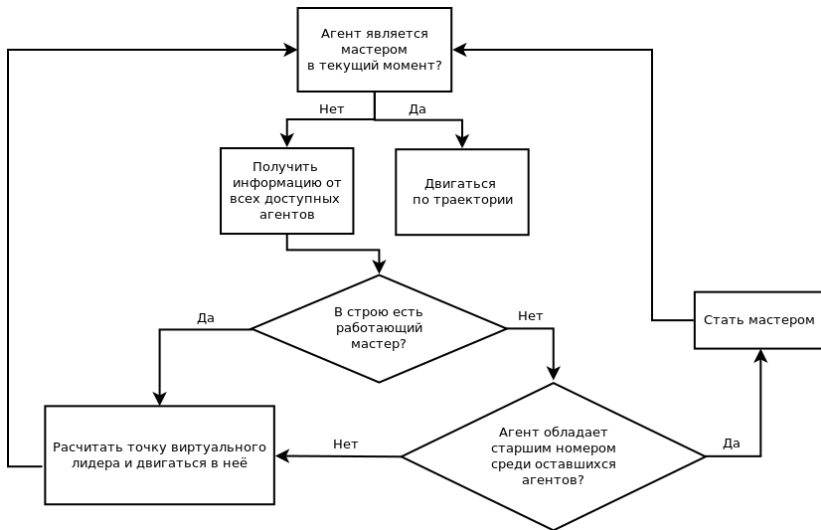 Агент является
мастером
в текущий момент?
Нет
Да
Получить
информацию от
всех доступных
агентов
Двигаться
по траектории
В строю есть
работающий
мастер?
Да
Нет
Стать мастером
Расчитать точку виртуального
лидера и двигаться в неё
Нет
Агент обладает
старшим номером
среди оставшихся
агентов?
Да